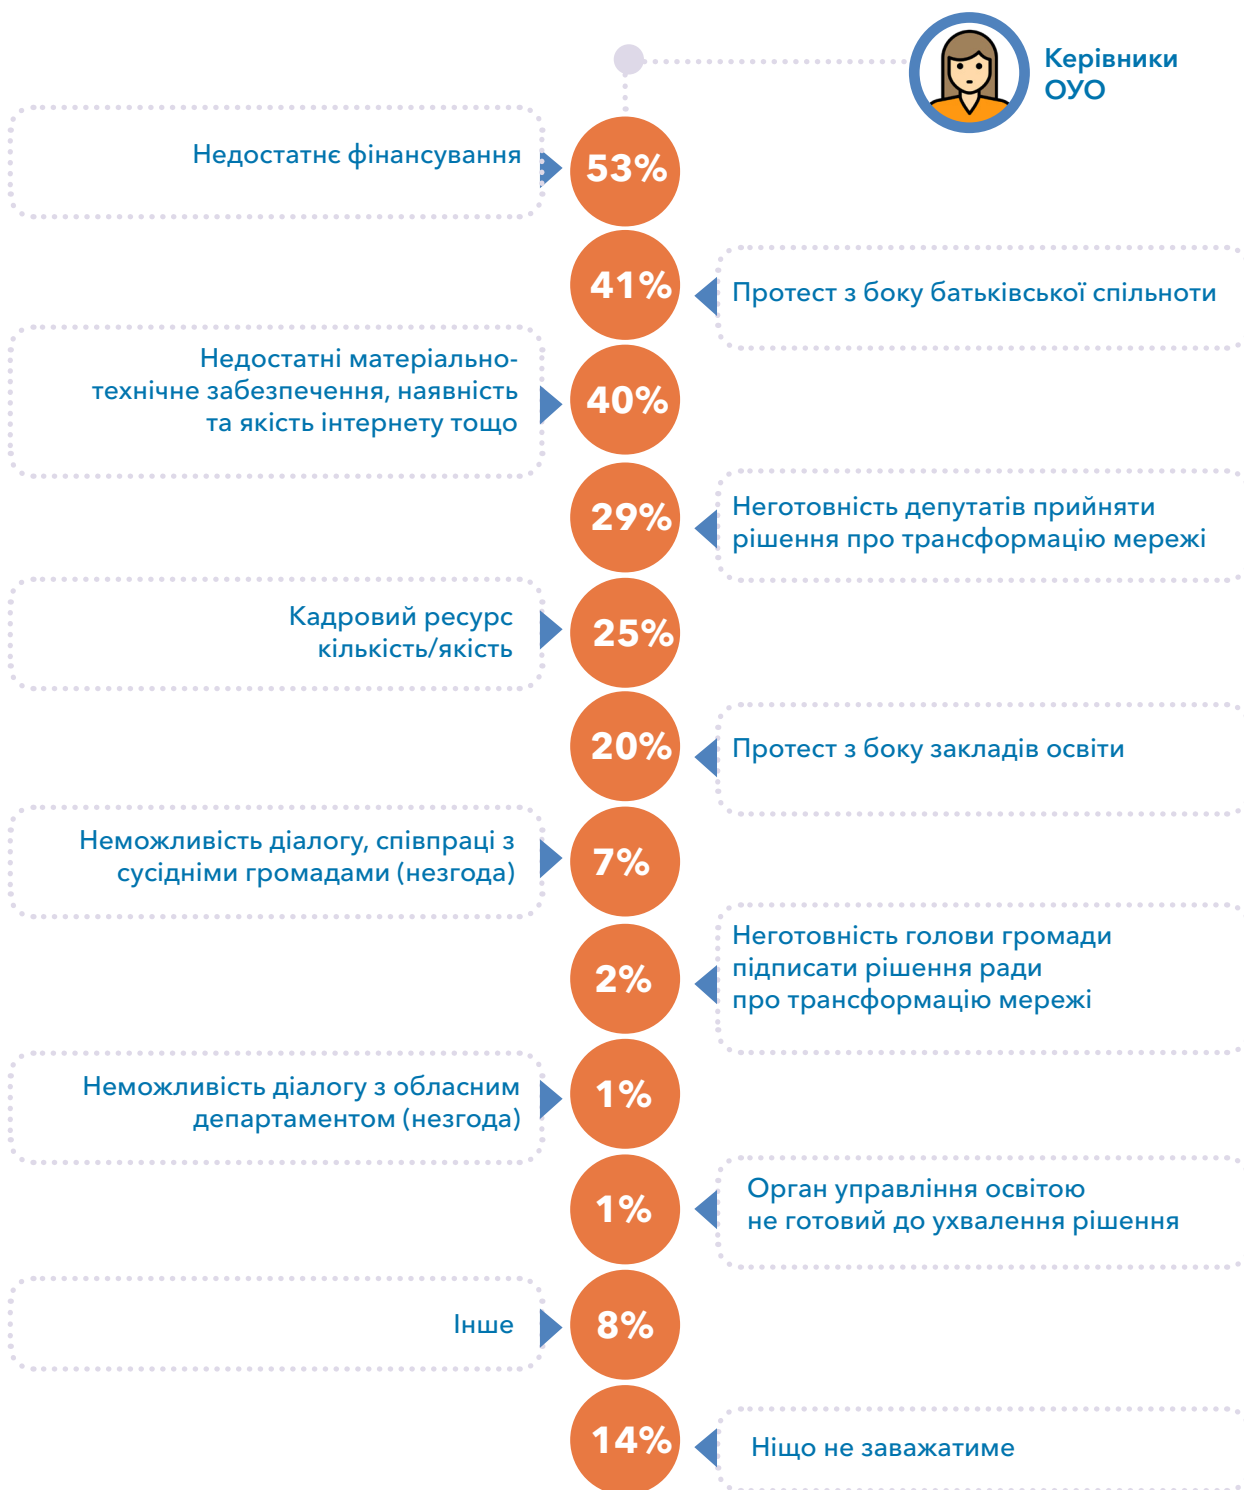 Керівники
ОУО
Недостатнє фінансування
53%
41%
Протест з боку батьківської спільноти
Недостатні матеріально-
технічне забезпечення, наявність
та якість інтернету тощо
40%
29%
Неготовність депутатів прийняти
рішення про трансформацію мережі
Кадровий ресурс
кількість/якість
25%
20%
Протест з боку закладів освіти
Неможливість діалогу, співпраці з
сусідніми громадами (незгода)
7%
2%
Неготовність голови громади
підписати рішення ради
про трансформацію мережі
Неможливість діалогу з обласним
департаментом (незгода)
1%
1%
Орган управління освітою
не готовий до ухвалення рішення
Інше
8%
14%
Ніщо не заважатиме